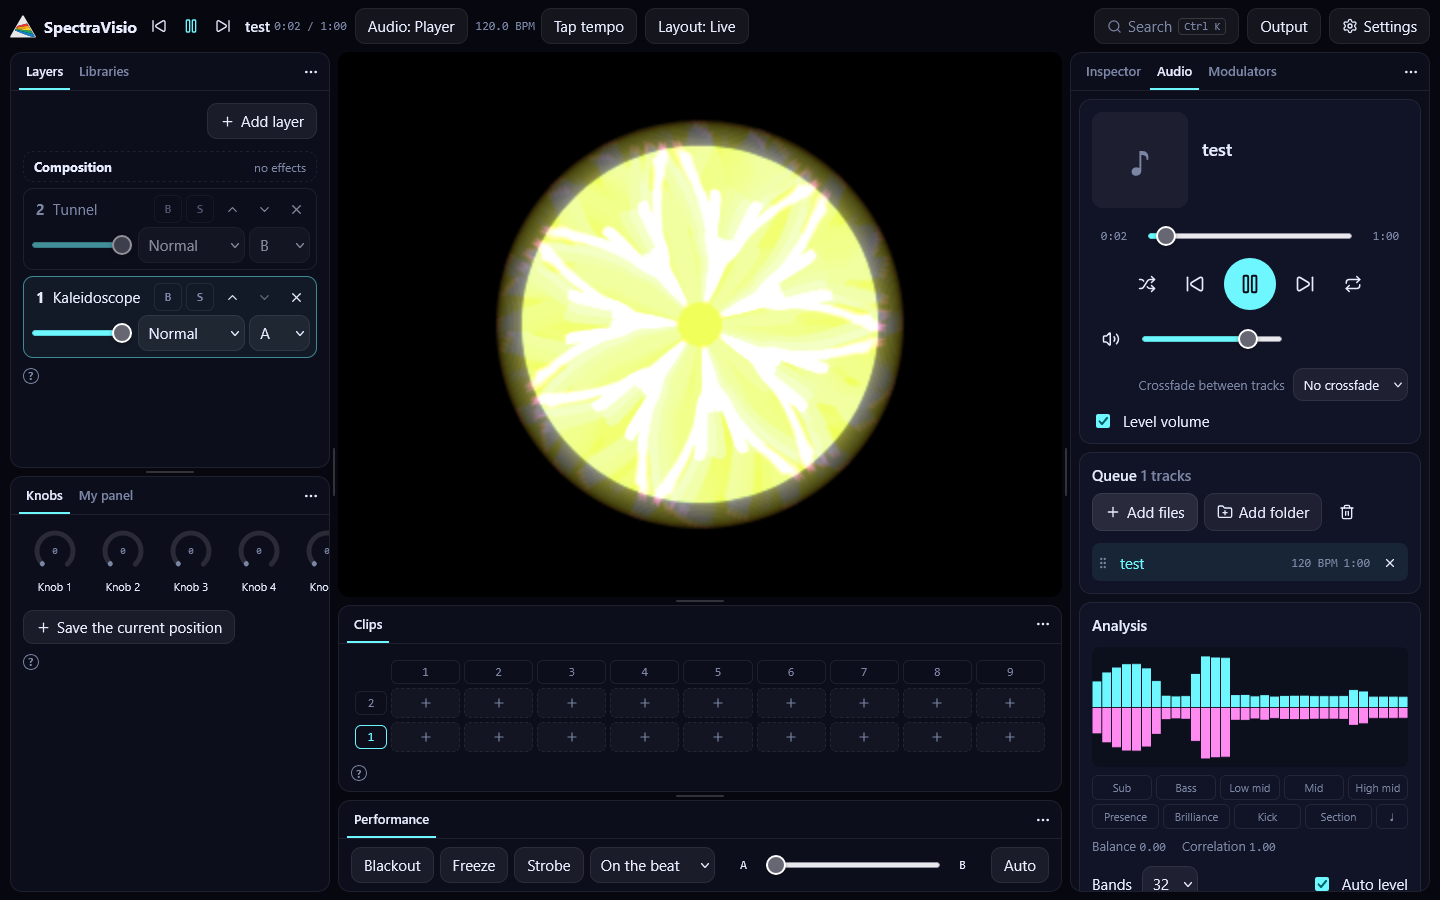 SpectraVisio test 0:02 / 1:00 Audio: Player 120.0 BPM Tap tempo Layout: Live Search Ctrl K Output Settings
Layers Libraries
+ Add layer
Composition no effects
2 Tunnel B S
Normal B
1 Kaleidoscope B S
Normal A
?
Knobs My panel
0 0 0 0
Knob 1 Knob 2 Knob 3 Knob 4 Kno
+ Save the current position
?
Clips
1 2 3 4 5 6 7 8 9
2 + + + + + + + + +
1 + + + + + + + + +
?
Performance
Blackout Freeze Strobe On the beat A B Auto
Inspector Audio Modulators
test
0:02 1:00
Crossfade between tracks No crossfade
Level volume
Queue 1 tracks
+ Add files Add folder
test 120 BPM 1:00
Analysis
Sub Bass Low mid Mid High mid
Presence Brilliance Kick Section
Balance 0.00 Correlation 1.00
Bands 32 Auto level